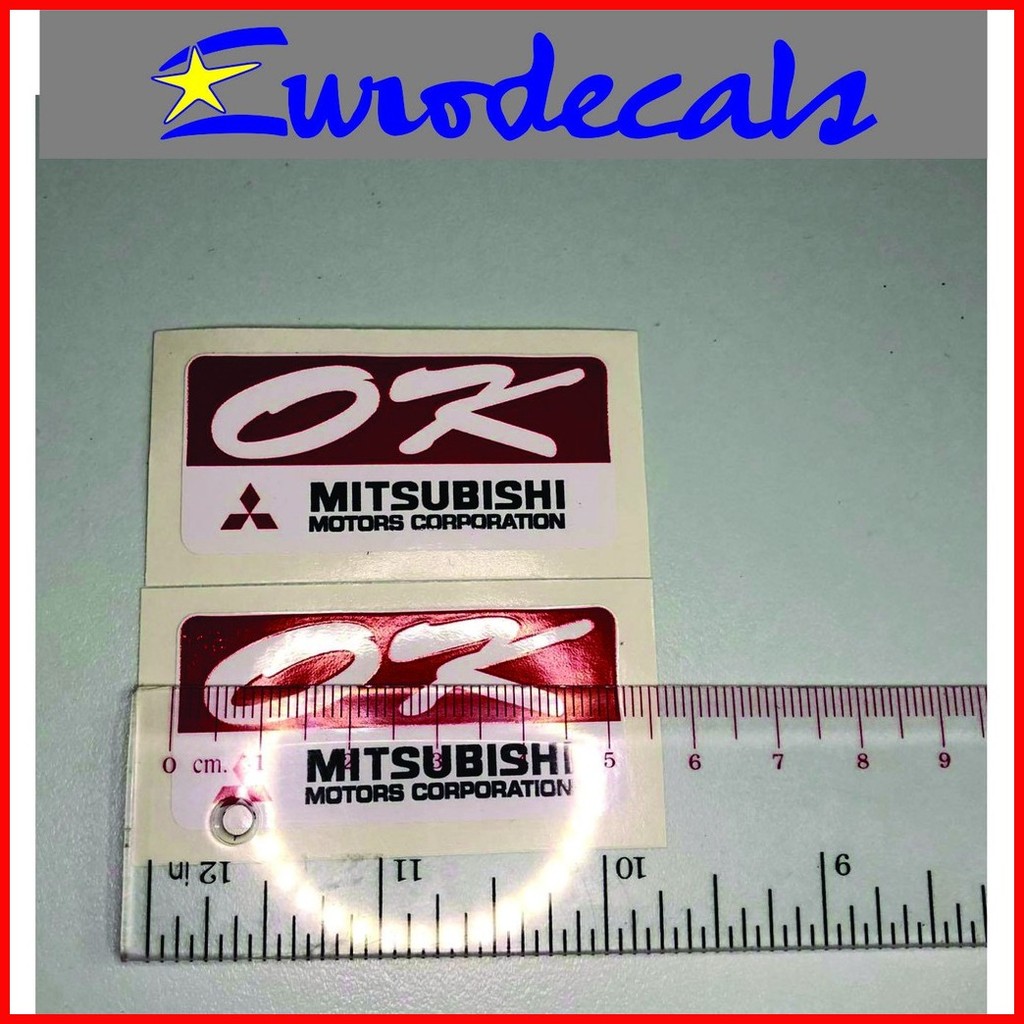 Eurodecals
OK
MITSUBISHI
MOTORS CORPORATION
OK
MITSUBISHI
MOTORS CORPORATION
0 cm. 1 2 3 4 5 6 7 8 9
12 in 11 10 9